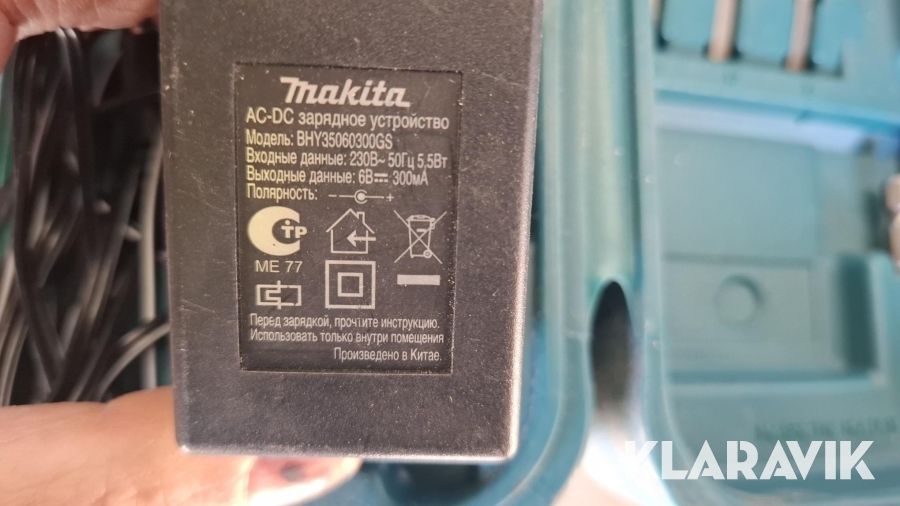 makita
AC-DC зарядное устройство
Модель: BHY35060300GS
Входные данные: 230В~ 50Гц 5,5Вт
Выходные данные: 6В⎓ 300мА
Полярность: - +
СТР
ME 77
Перед зарядкой, прочтите инструкцию.
Использовать только внутри помещения
Произведено в Китае.
KLARAVIK